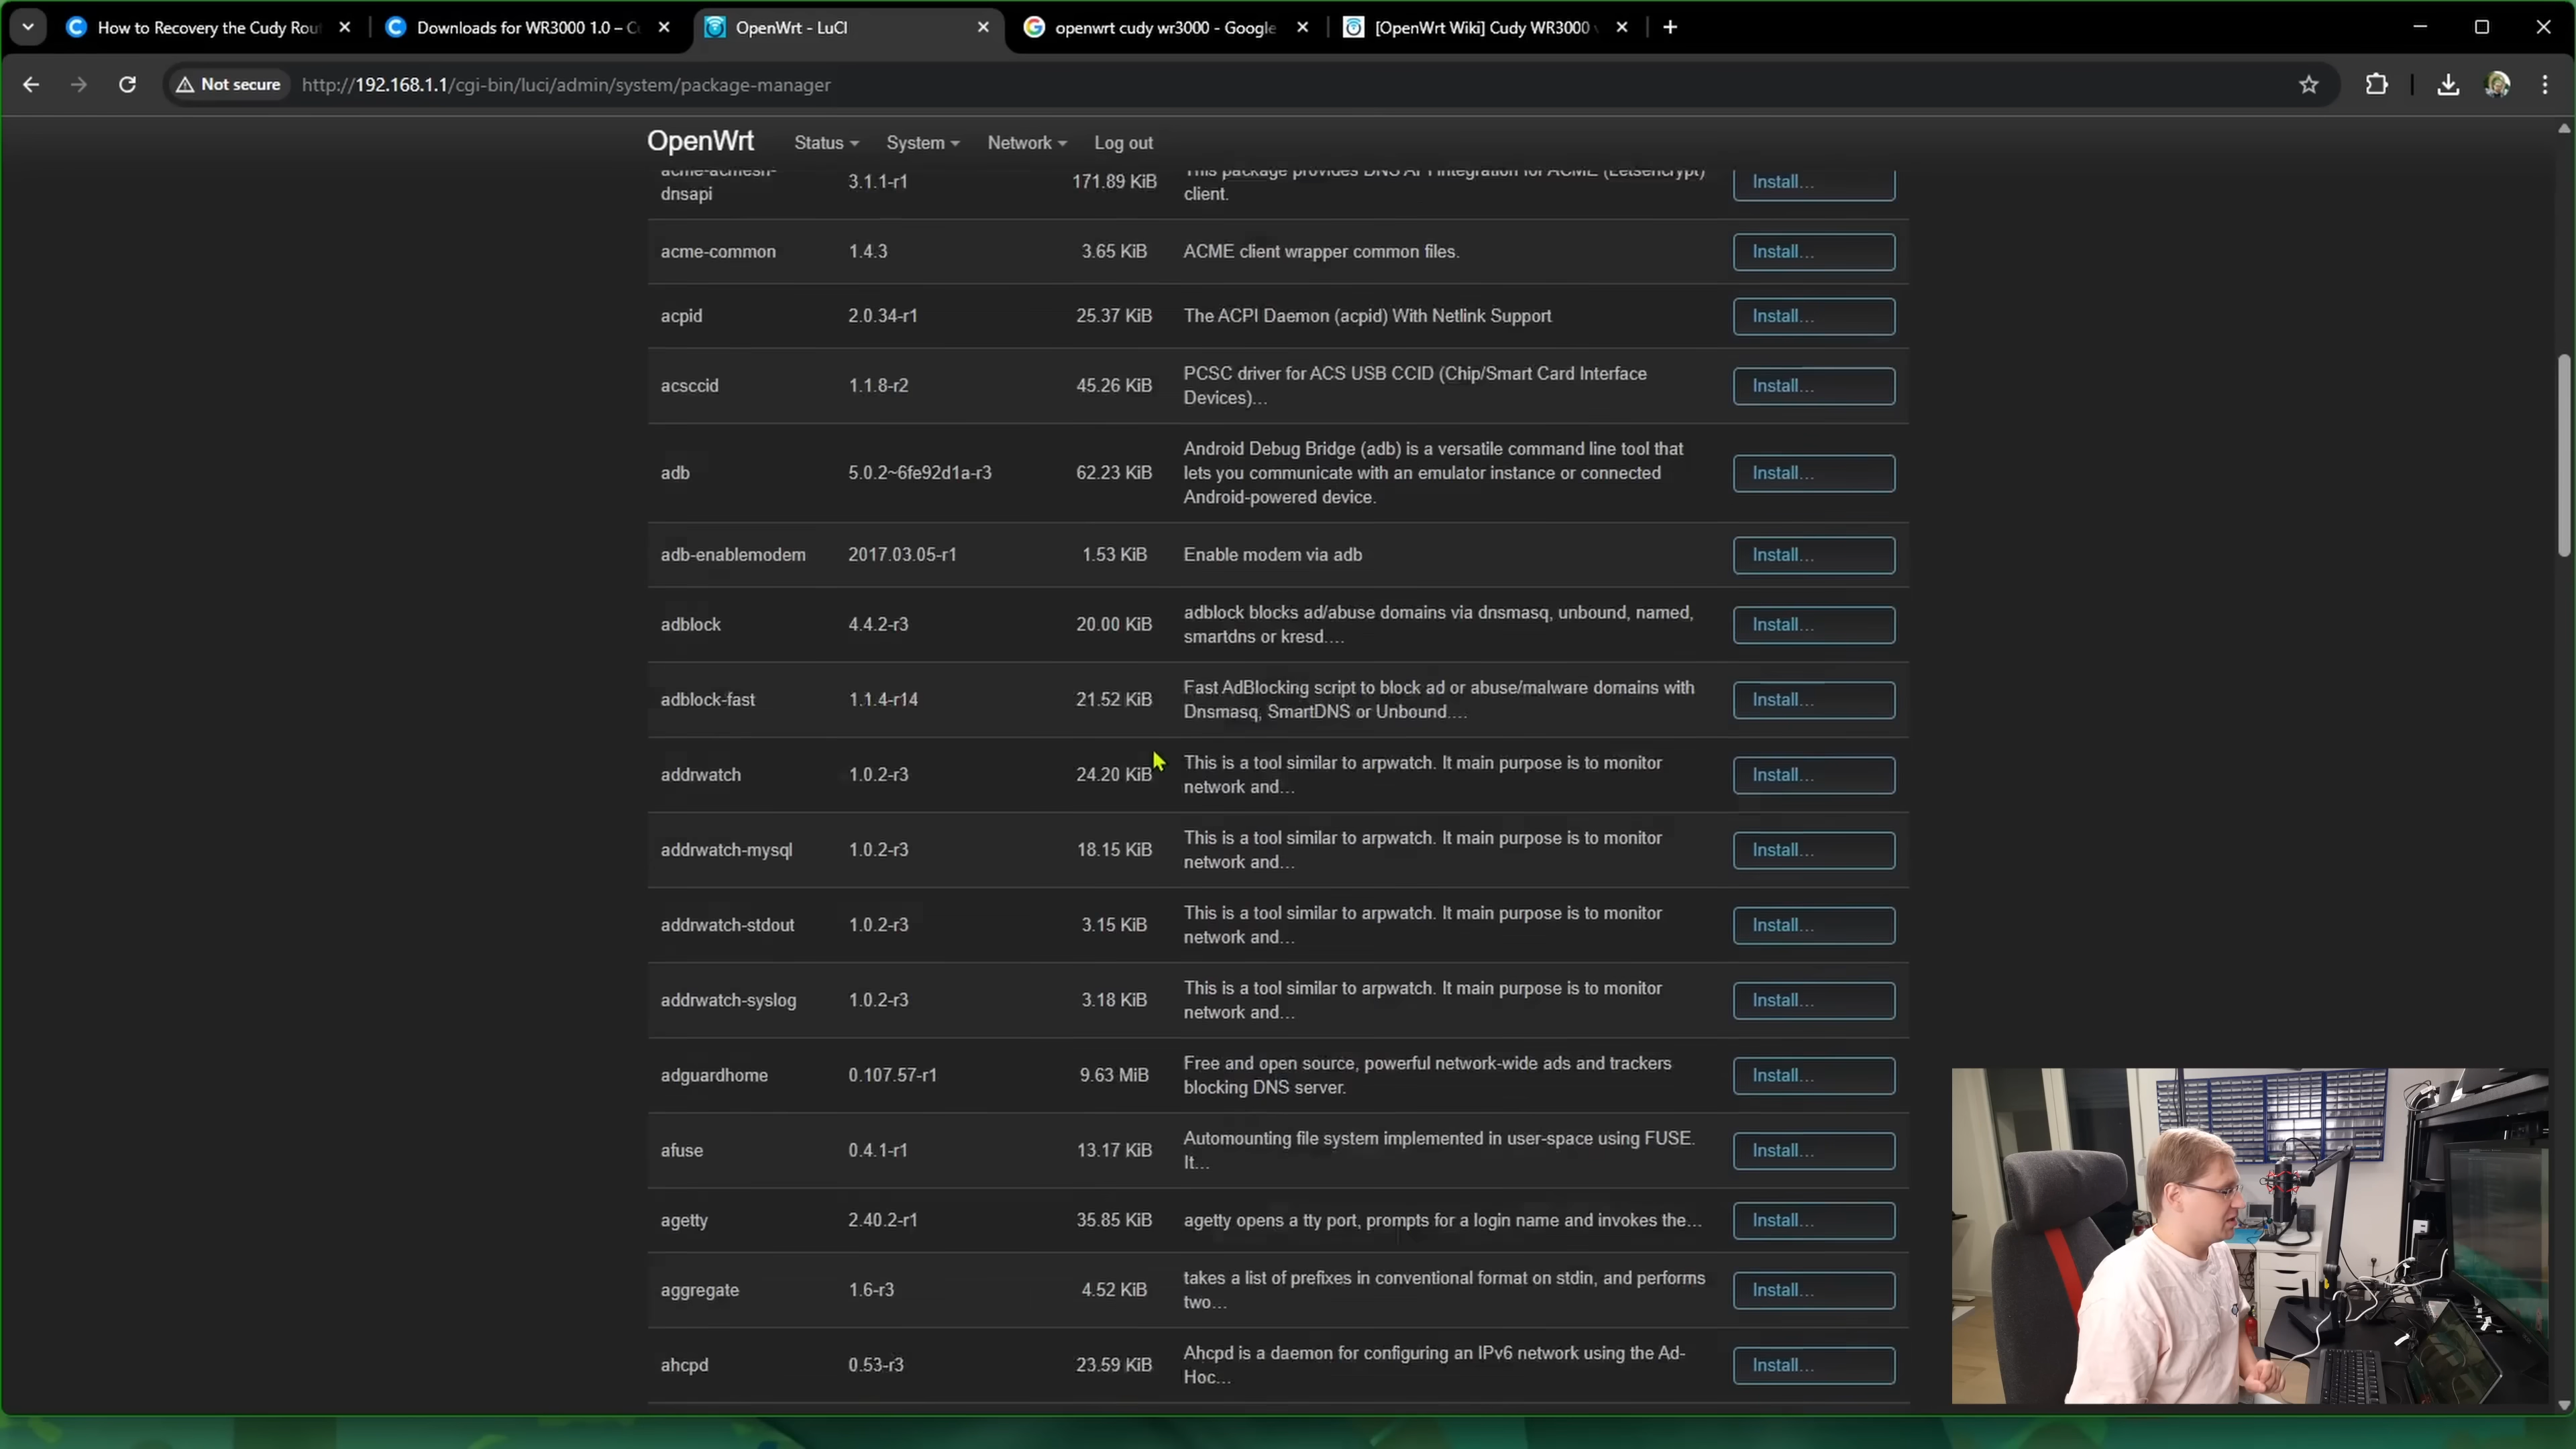 How to Recovery the Cudy Rou
Downloads for WR3000 1.0 – C
OpenWrt - LuCI
openwrt cudy wr3000 - Google
[OpenWrt Wiki] Cudy WR3000
Not secure
http://192.168.1.1/cgi-bin/luci/admin/system/package-manager
OpenWrt
Status
System
Network
Log out
acme-acmesh-
dnsapi
3.1.1-r1
171.89 KiB
This package provides DNS API integration for ACME (Letsencrypt)
client.
Install...
acme-common 1.4.3 3.65 KiB ACME client wrapper common files. Install...
acpid 2.0.34-r1 25.37 KiB The ACPI Daemon (acpid) With Netlink Support Install...
acsccid 1.1.8-r2 45.26 KiB PCSC driver for ACS USB CCID (Chip/Smart Card Interface
Devices)... Install...
adb 5.0.2~6fe92d1a-r3 62.23 KiB Android Debug Bridge (adb) is a versatile command line tool that
lets you communicate with an emulator instance or connected
Android-powered device. Install...
adb-enablemodem 2017.03.05-r1 1.53 KiB Enable modem via adb Install...
adblock 4.4.2-r3 20.00 KiB adblock blocks ad/abuse domains via dnsmasq, unbound, named,
smartdns or kresd.... Install...
adblock-fast 1.1.4-r14 21.52 KiB Fast AdBlocking script to block ad or abuse/malware domains with
Dnsmasq, SmartDNS or Unbound.... Install...
addrwatch 1.0.2-r3 24.20 KiB This is a tool similar to arpwatch. It main purpose is to monitor
network and... Install...
addrwatch-mysql 1.0.2-r3 18.15 KiB This is a tool similar to arpwatch. It main purpose is to monitor
network and... Install...
addrwatch-stdout 1.0.2-r3 3.15 KiB This is a tool similar to arpwatch. It main purpose is to monitor
network and... Install...
addrwatch-syslog 1.0.2-r3 3.18 KiB This is a tool similar to arpwatch. It main purpose is to monitor
network and... Install...
adguardhome 0.107.57-r1 9.63 MiB Free and open source, powerful network-wide ads and trackers
blocking DNS server. Install...
afuse 0.4.1-r1 13.17 KiB Automounting file system implemented in user-space using FUSE.
It... Install...
agetty 2.40.2-r1 35.85 KiB agetty opens a tty port, prompts for a login name and invokes the... Install...
aggregate 1.6-r3 4.52 KiB takes a list of prefixes in conventional format on stdin, and performs
two... Install...
ahcpd 0.53-r3 23.59 KiB Ahcpd is a daemon for configuring an IPv6 network using the Ad-
Hoc... Install...